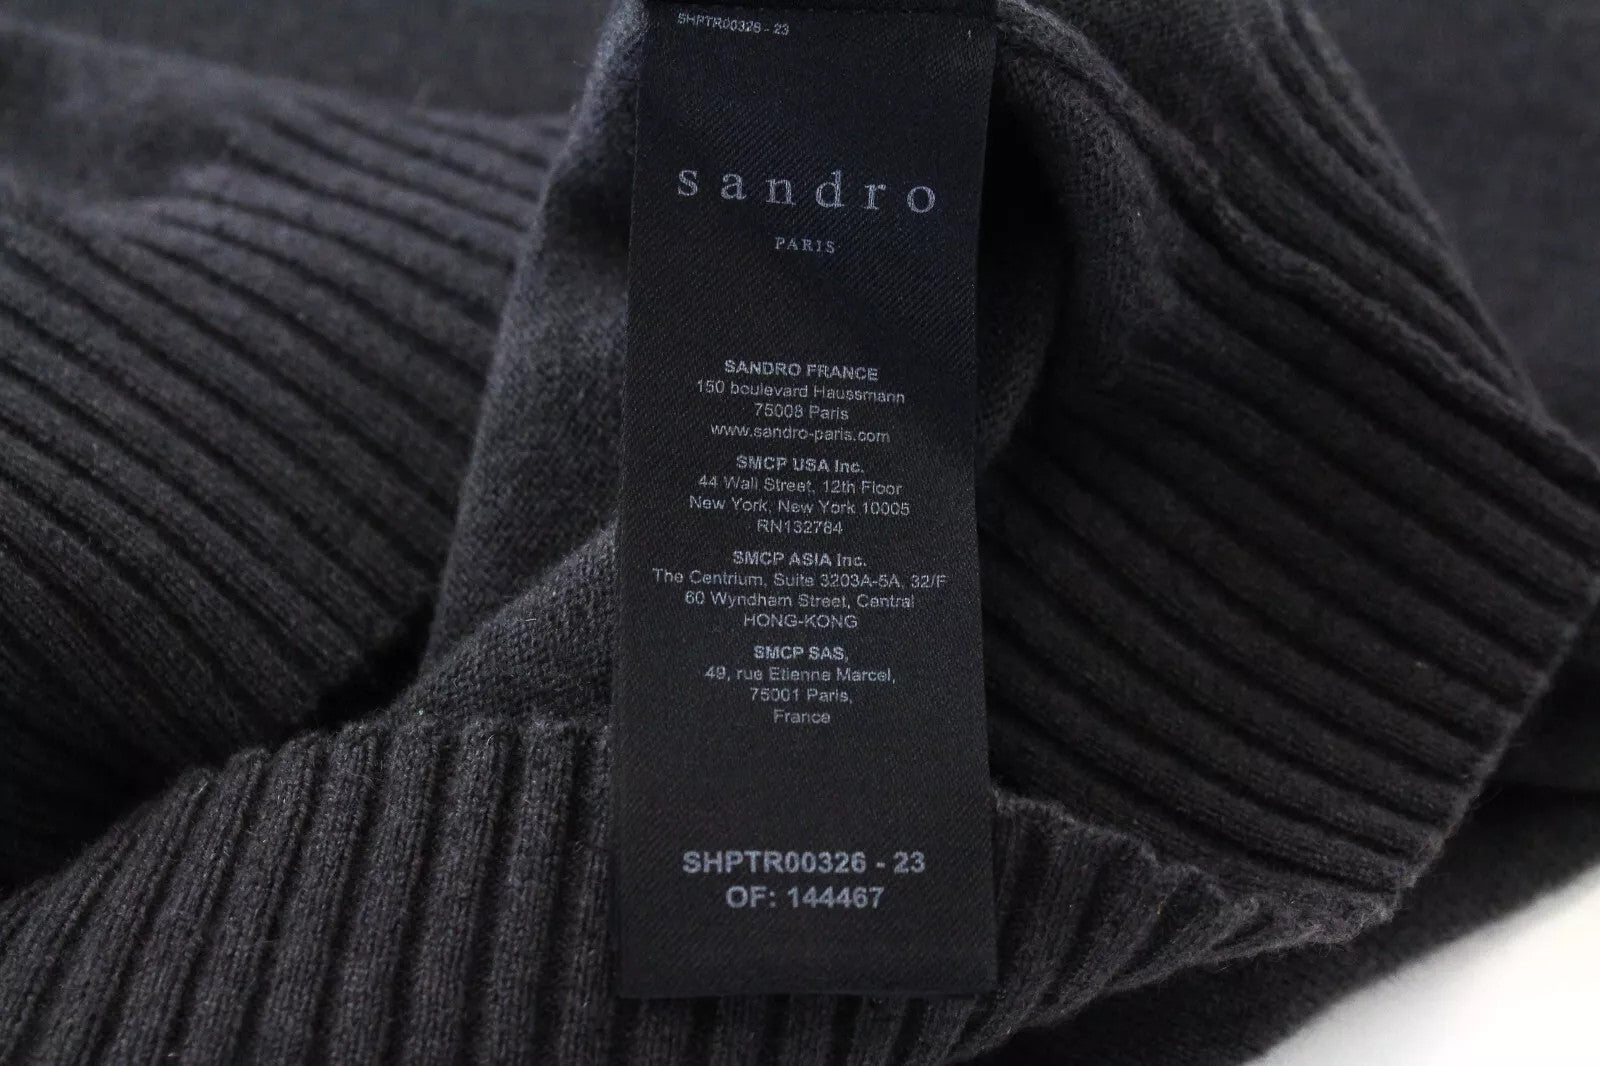 SHPTR00326 - 23
sandro
PARIS
SANDRO FRANCE
150 boulevard Haussmann
75008 Paris
www.sandro-paris.com
SMCP USA Inc.
44 Wall Street, 12th Floor
New York, New York 10005
RN132784
SMCP ASIA Inc.
The Centrium, Suite 3203A-5A, 32/F
60 Wyndham Street, Central
HONG-KONG
SMCP SAS,
49, rue Etienne Marcel,
75001 Paris,
France
SHPTR00326 - 23
OF: 144467